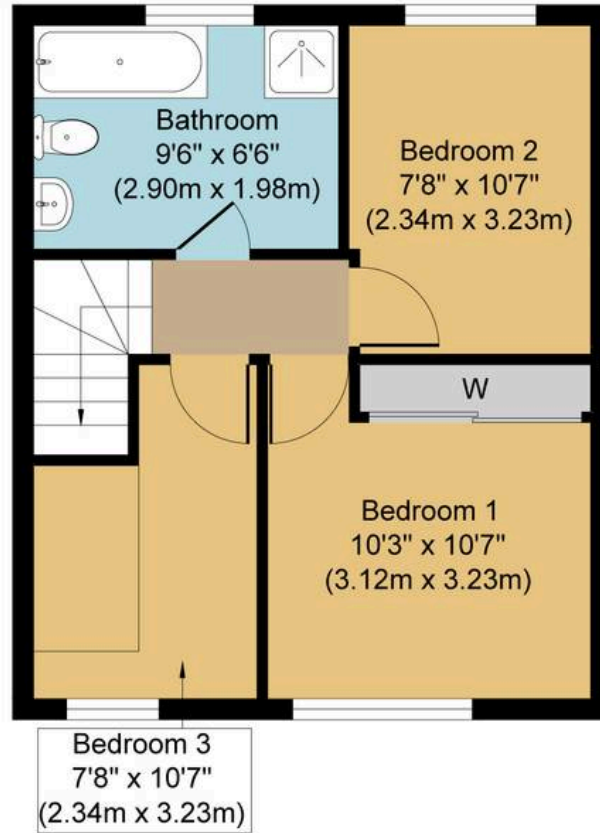 Bathroom
9'6" x 6'6"
(2.90m x 1.98m)
Bedroom 2
7'8" x 10'7"
(2.34m x 3.23m)
W
Bedroom 1
10'3" x 10'7"
(3.12m x 3.23m)
Bedroom 3
7'8" x 10'7"
(2.34m x 3.23m)